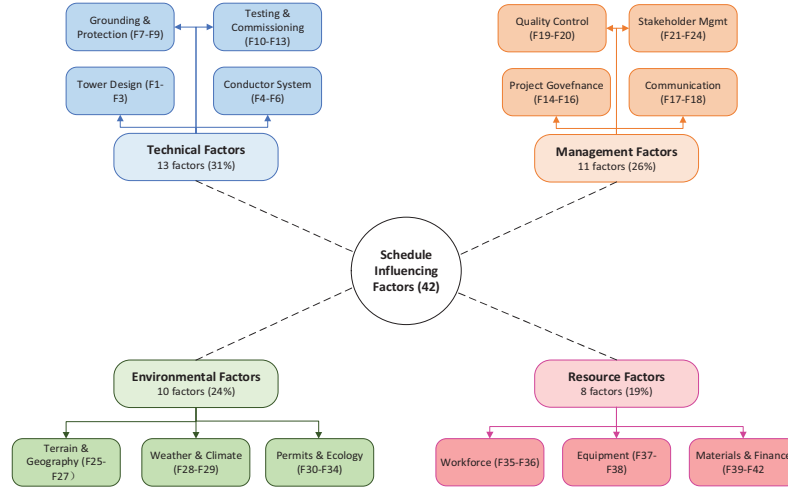 Grounding &
Protection (F7-F9)
Testing &
Commissioning
(F10-F13)
Tower Design (F1-
F3)
Conductor System
(F4-F6)
Technical Factors
13 factors (31%)
Quality Control
(F19-F20)
Stakeholder Mgmt
(F21-F24)
Project Govefnance
(F14-F16)
Communication
(F17-F18)
Management Factors
11 factors (26%)
Schedule
Influencing
Factors (42)
Environmental Factors
10 factors (24%)
Terrain &
Geography (F25-
F27）
Weather & Climate
(F28-F29)
Permits & Ecology
(F30-F34)
Resource Factors
8 factors (19%)
Workforce (F35-F36)
Equipment (F37-
F38)
Materials & Finance
(F39-F42